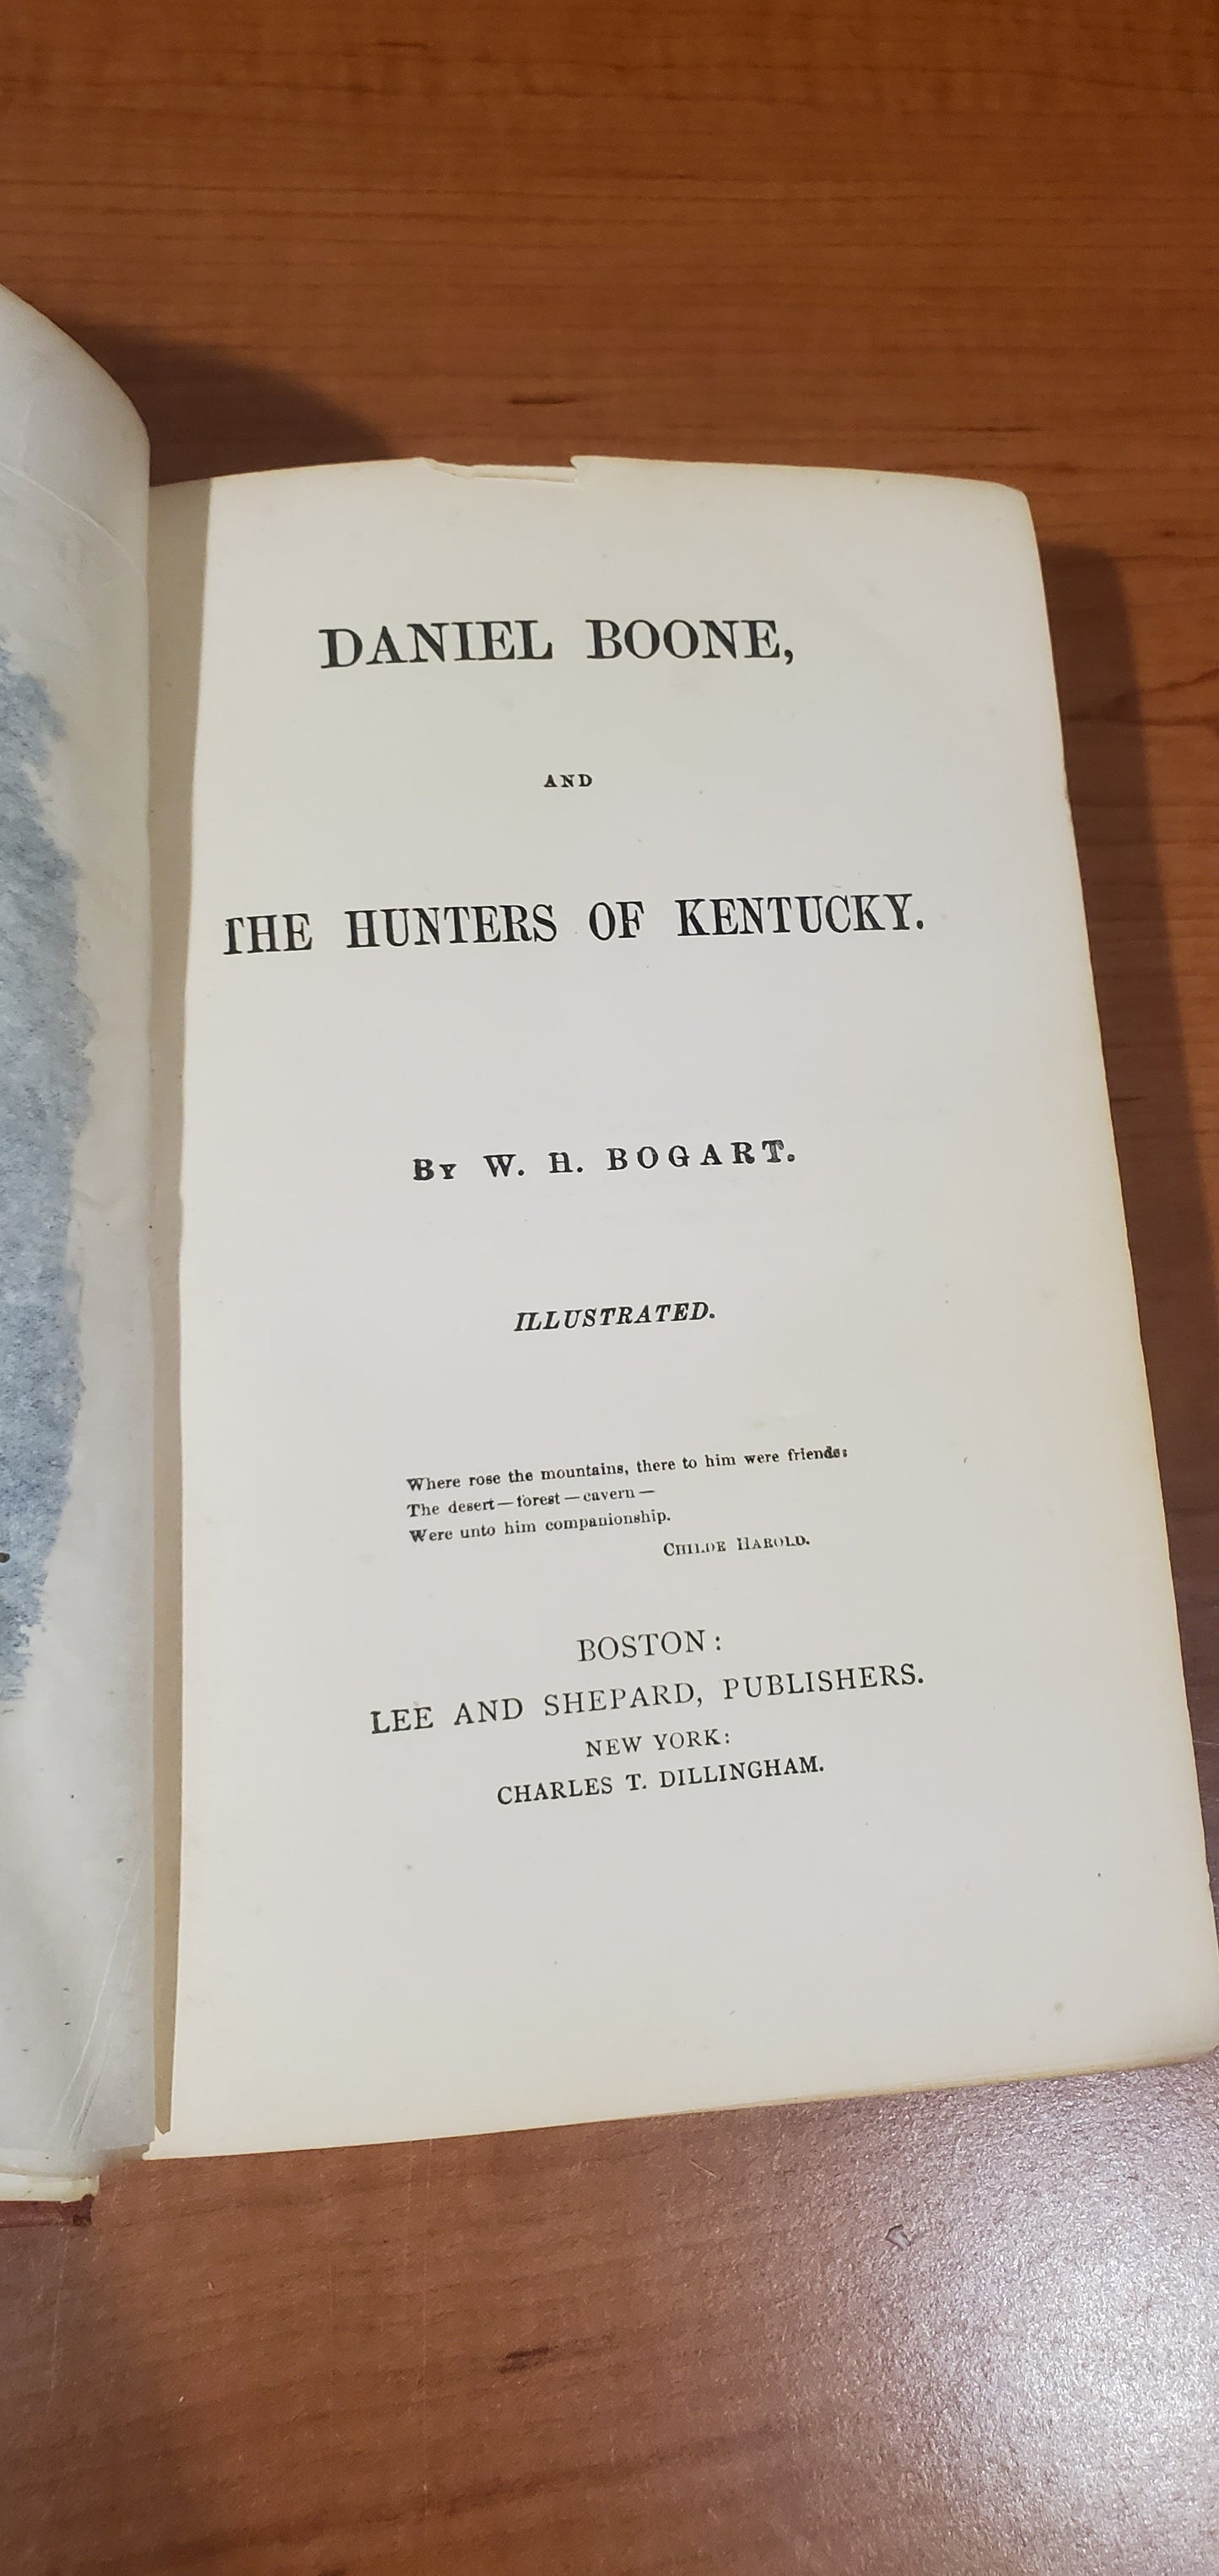 DANIEL BOONE,
AND
THE HUNTERS OF KENTUCKY.
BY W. H. BOGART.
ILLUSTRATED.
Where rose the mountains, there to him were friends:
The desert — forest — cavern —
Were unto him companionship.
CHILDE HAROLD.
BOSTON:
LEE AND SHEPARD, PUBLISHERS.
NEW YORK:
CHARLES T. DILLINGHAM.